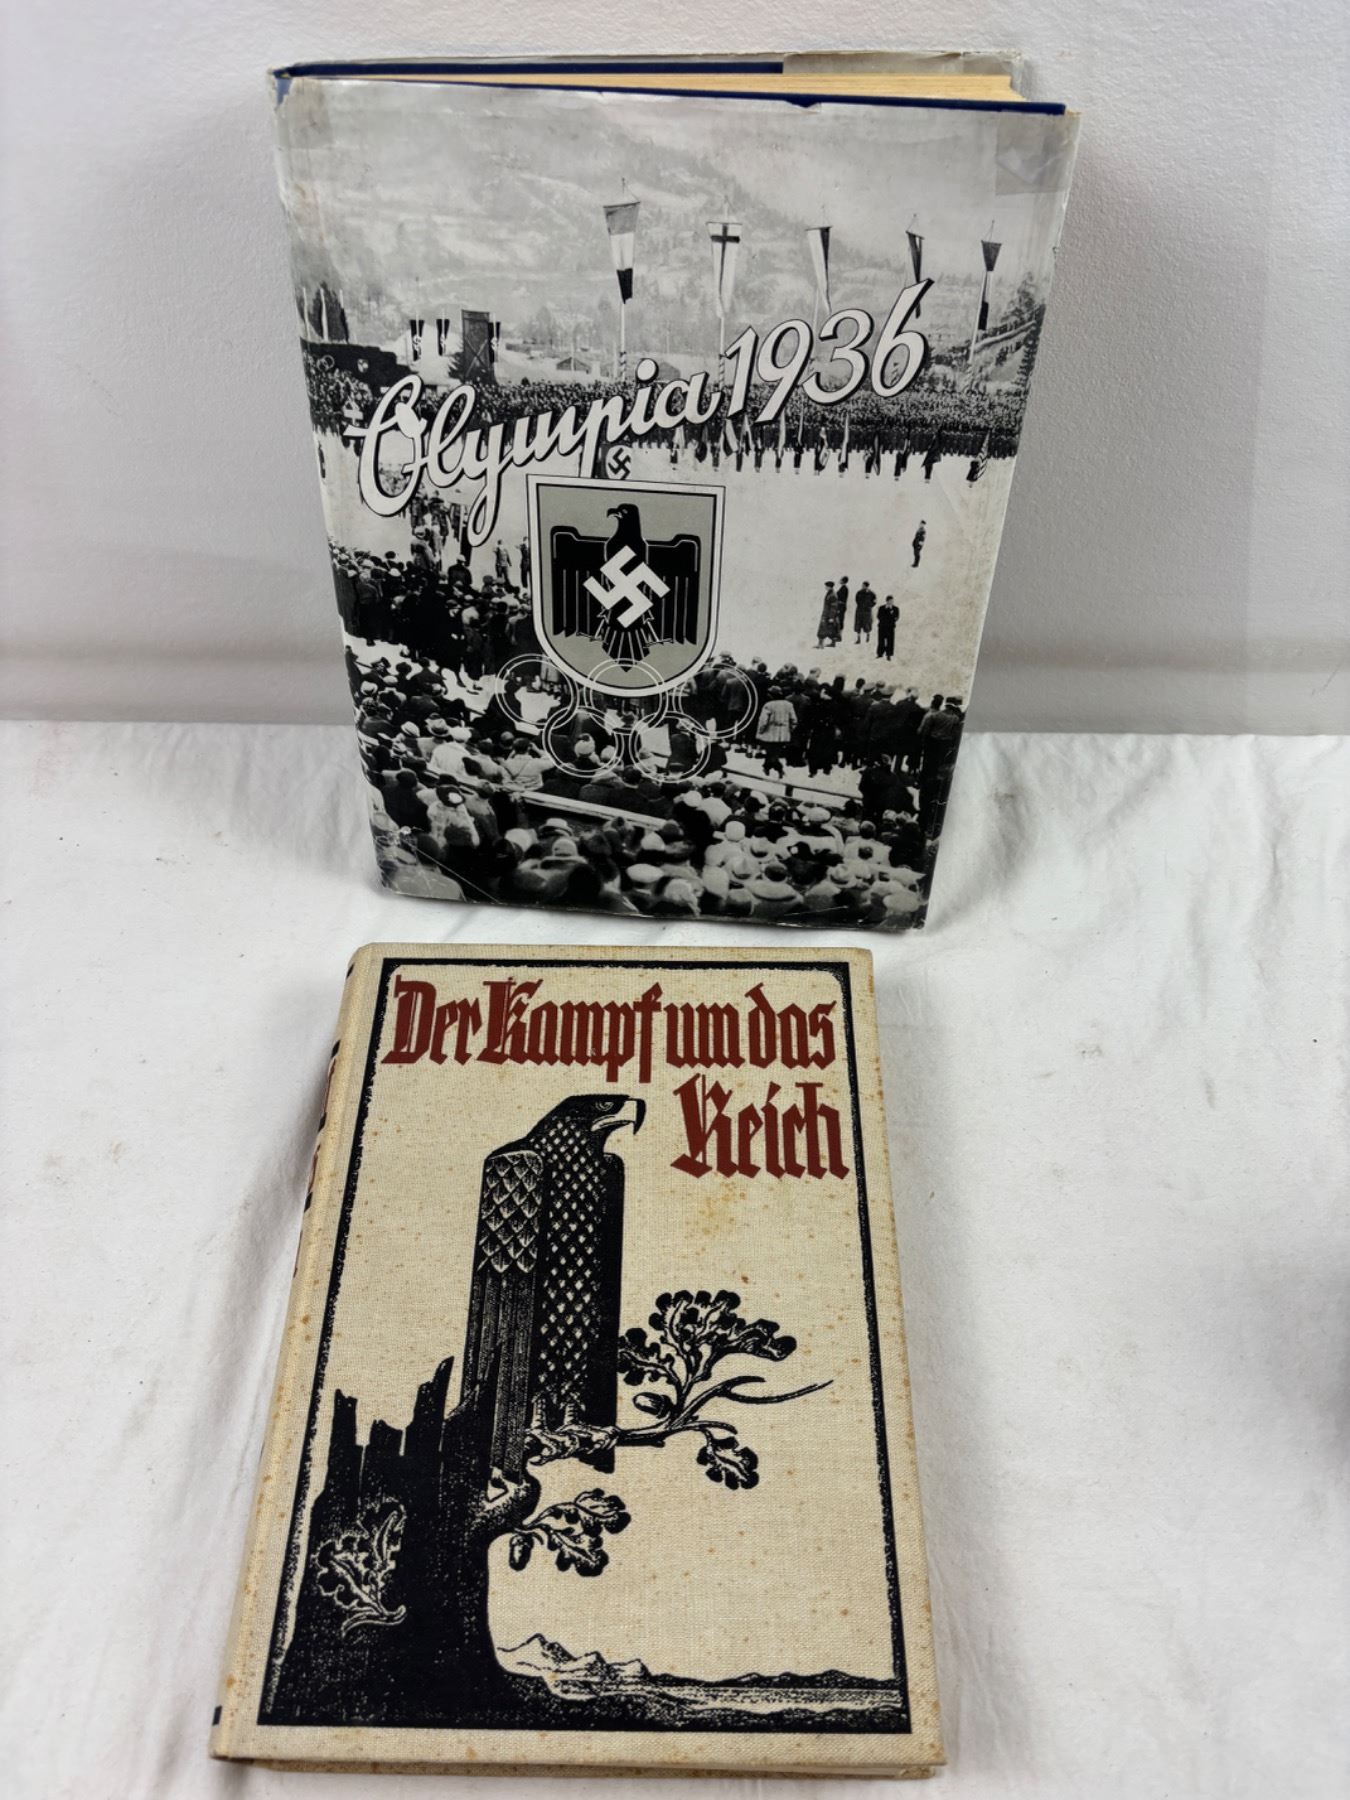 Olympia 1936
Der Kampf um das
Reich